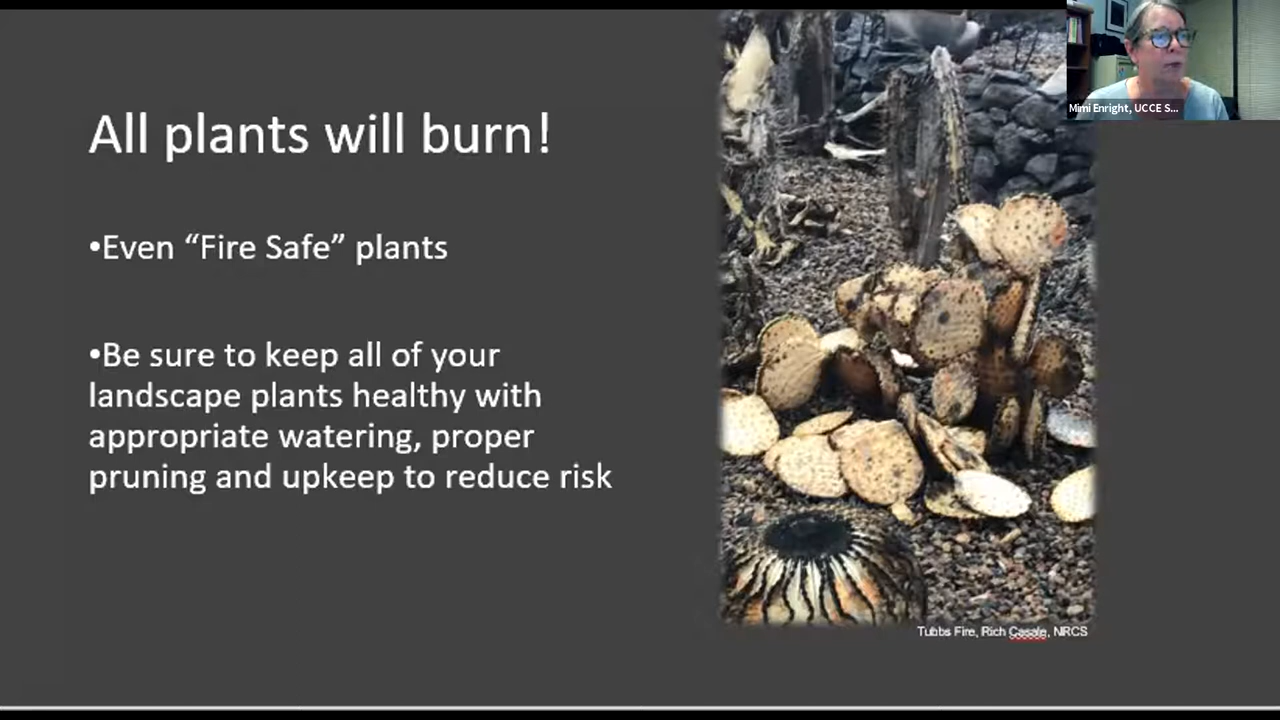 Mimi Enright, UCCE S...
All plants will burn!
•Even “Fire Safe” plants
•Be sure to keep all of your
landscape plants healthy with
appropriate watering, proper
pruning and upkeep to reduce risk
Tubbs Fire, Rich Casale, NRCS